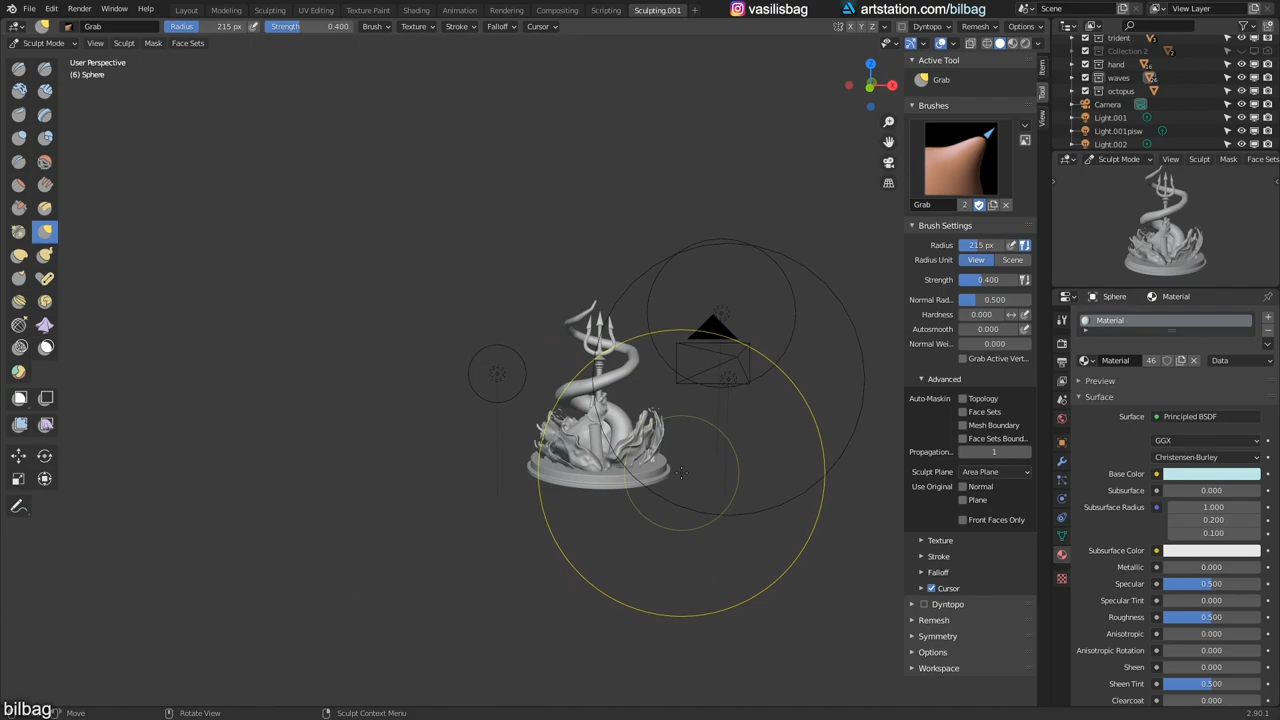 File Edit Render Window Help Layout Modeling Sculpting UV Editing Texture Paint Shading Animation Rendering Compositing Scripting Sculpting.001 vasilisbag artstation.com/bilbag Scene View Layer
Grab Radius 215 px Strength 0.400 Brush Texture Stroke Falloff Cursor X Y Z Dyntopo Remesh Options
Sculpt Mode View Sculpt Mask Face Sets
User Perspective
(6) Sphere
Z
Active Tool
Grab
Brushes
Grab 2
Brush Settings
Radius 215 px
Radius Unit View Scene
Strength 0.400
Normal Rad... 0.500
Hardness 0.000
Autosmooth 0.000
Normal Wei... 0.000
Grab Active Vert...
Advanced
Auto-Maskin Topology
Face Sets
Mesh Boundary
Face Sets Bound...
Propagation... 1
Sculpt Plane Area Plane
Use Original Normal
Plane
Front Faces Only
Texture
Stroke
Falloff
Cursor
Dyntopo
Remesh
Symmetry
Options
Workspace
Item
Tool
View
trident
Collection 2
hand
waves
octopus
Camera
Light.001
Light.001pisw
Light.002
Sculpt Mode View Sculpt Mask Face Sets
Sphere Material
Material
Material 46 Data
Preview
Surface
Surface Principled BSDF
GGX
Christensen-Burley
Base Color
Subsurface 0.000
Subsurface Radius 1.000
0.200
0.100
Subsurface Color
Metallic 0.000
Specular 0.500
Specular Tint 0.000
Roughness 0.500
Anisotropic 0.000
Anisotropic Rotation 0.000
Sheen 0.000
Sheen Tint 0.500
Clearcoat 0.000
bilbag
Move Rotate View Sculpt Context Menu 2.90.1